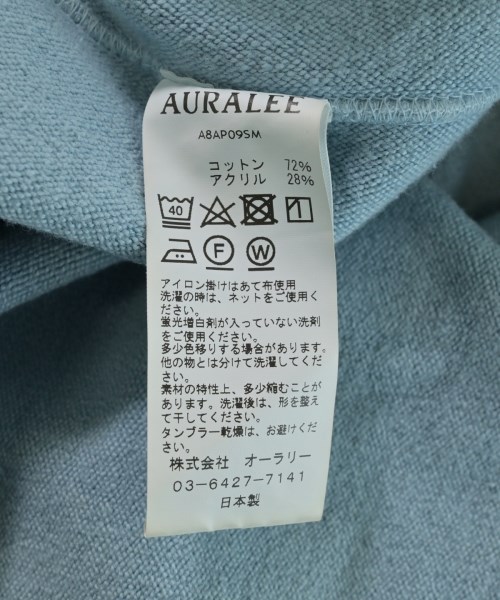 AURALEE
A8AP09SM
コットン 72%
アクリル 28%
40
F W
アイロン掛けはあて布使用
洗濯の時は、ネットをご使用く
ださい。
蛍光増白剤が入っていない洗剤
をご使用ください。
多少色移りする場合があります。
他の物とは分けて洗濯してくだ
さい。
素材の特性上、多少縮むことが
あります。洗濯後は、形を整え
て干してください。
タンブラー乾燥は、お避けくだ
さい。
株式会社 オーラリー
03-6427-7141
日本製